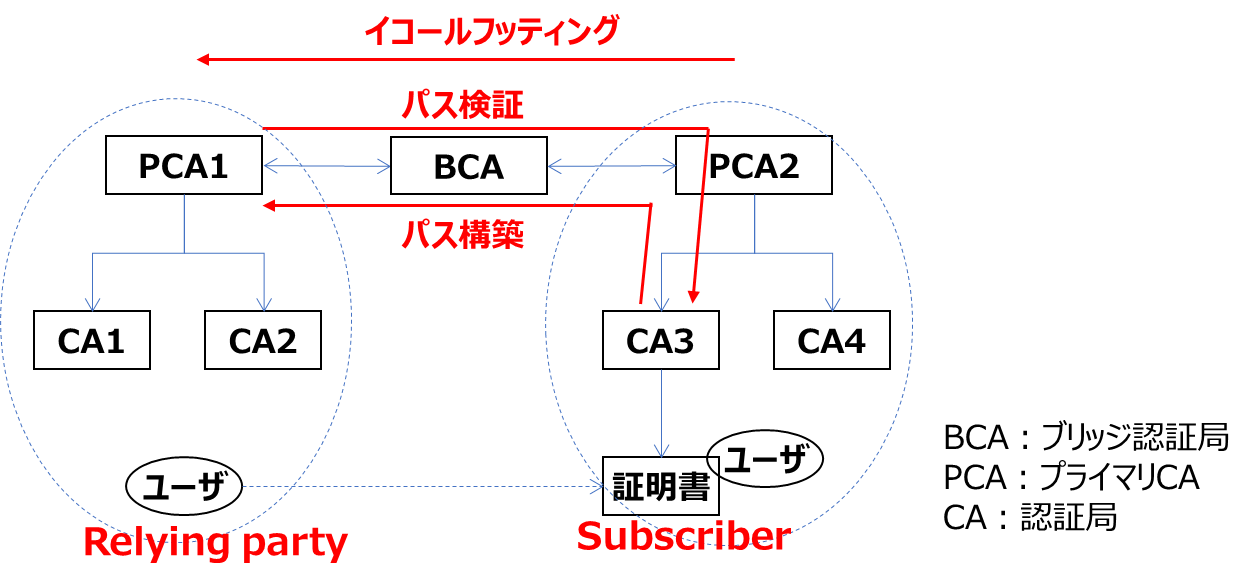 イコールフッティング
パス検証
PCA1
BCA
PCA2
パス構築
CA1
CA2
CA3
CA4
ユーザ
証明書
ユーザ
Relying party
Subscriber
BCA：ブリッジ認証局
PCA：プライマリCA
CA：認証局